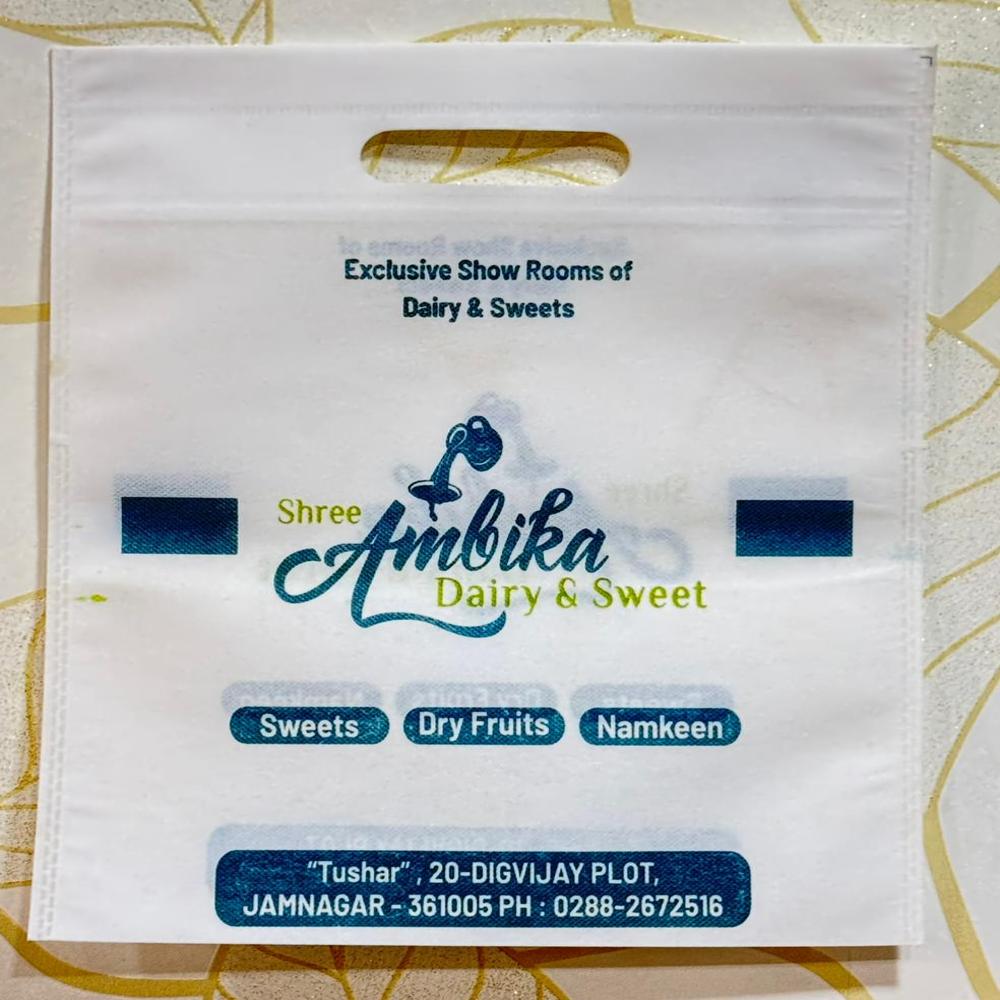 Exclusive Show Rooms of
Dairy & Sweets
Shree
Ambika
Dairy & Sweet
Sweets Dry Fruits Namkeen
“Tushar” , 20-DIGVIJAY PLOT,
JAMNAGAR - 361005 PH : 0288-2672516